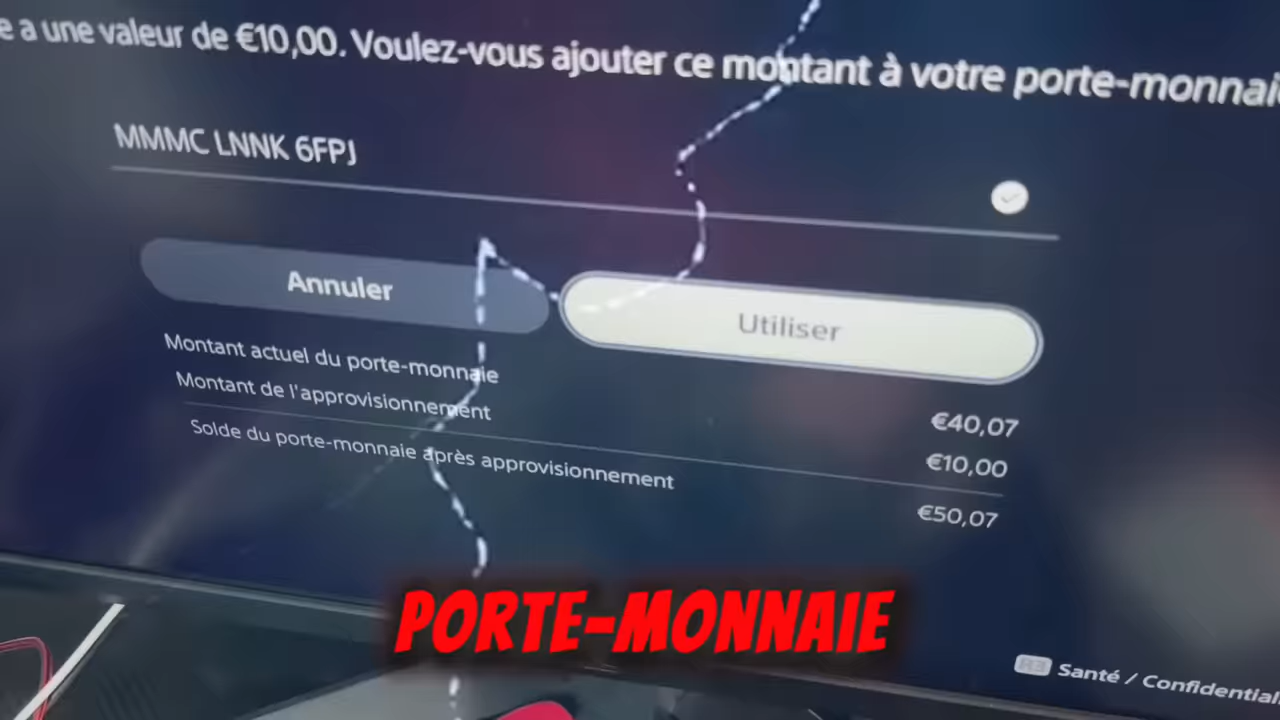 e a une valeur de €10,00. Voulez-vous ajouter ce montant à votre porte-monnaie
MMMC LNNK 6FPJ
Annuler
Utiliser
Montant actuel du porte-monnaie €40,07
Montant de l'approvisionnement €10,00
Solde du porte-monnaie après approvisionnement €50,07
PORTE-MONNAIE
R3 Santé / Confidential